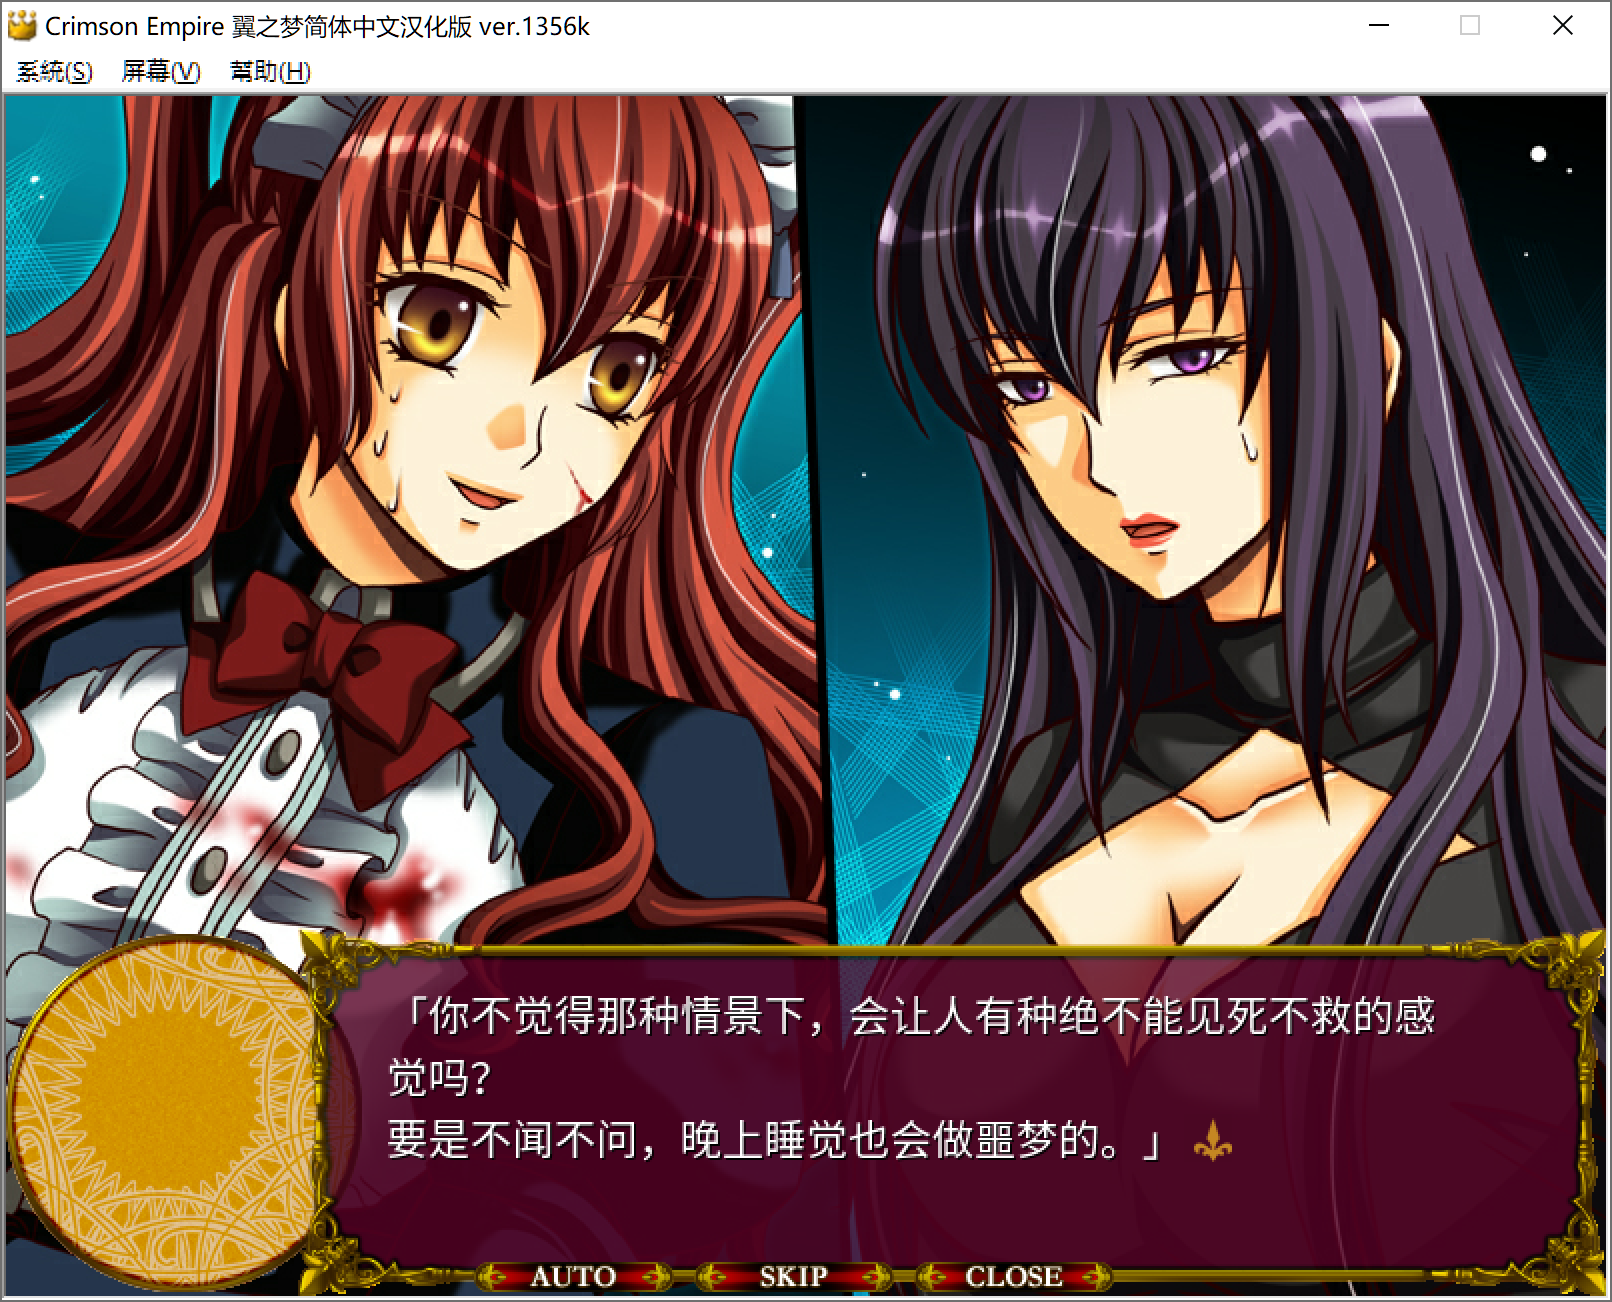 Crimson Empire 翼之梦简体中文汉化版 ver.1356k
系統(S) 屏幕(V) 幫助(H)
「你不觉得那种情景下，会让人有种绝不能见死不救的感
觉吗？
要是不闻不问，晚上睡觉也会做噩梦的。」
AUTO SKIP CLOSE